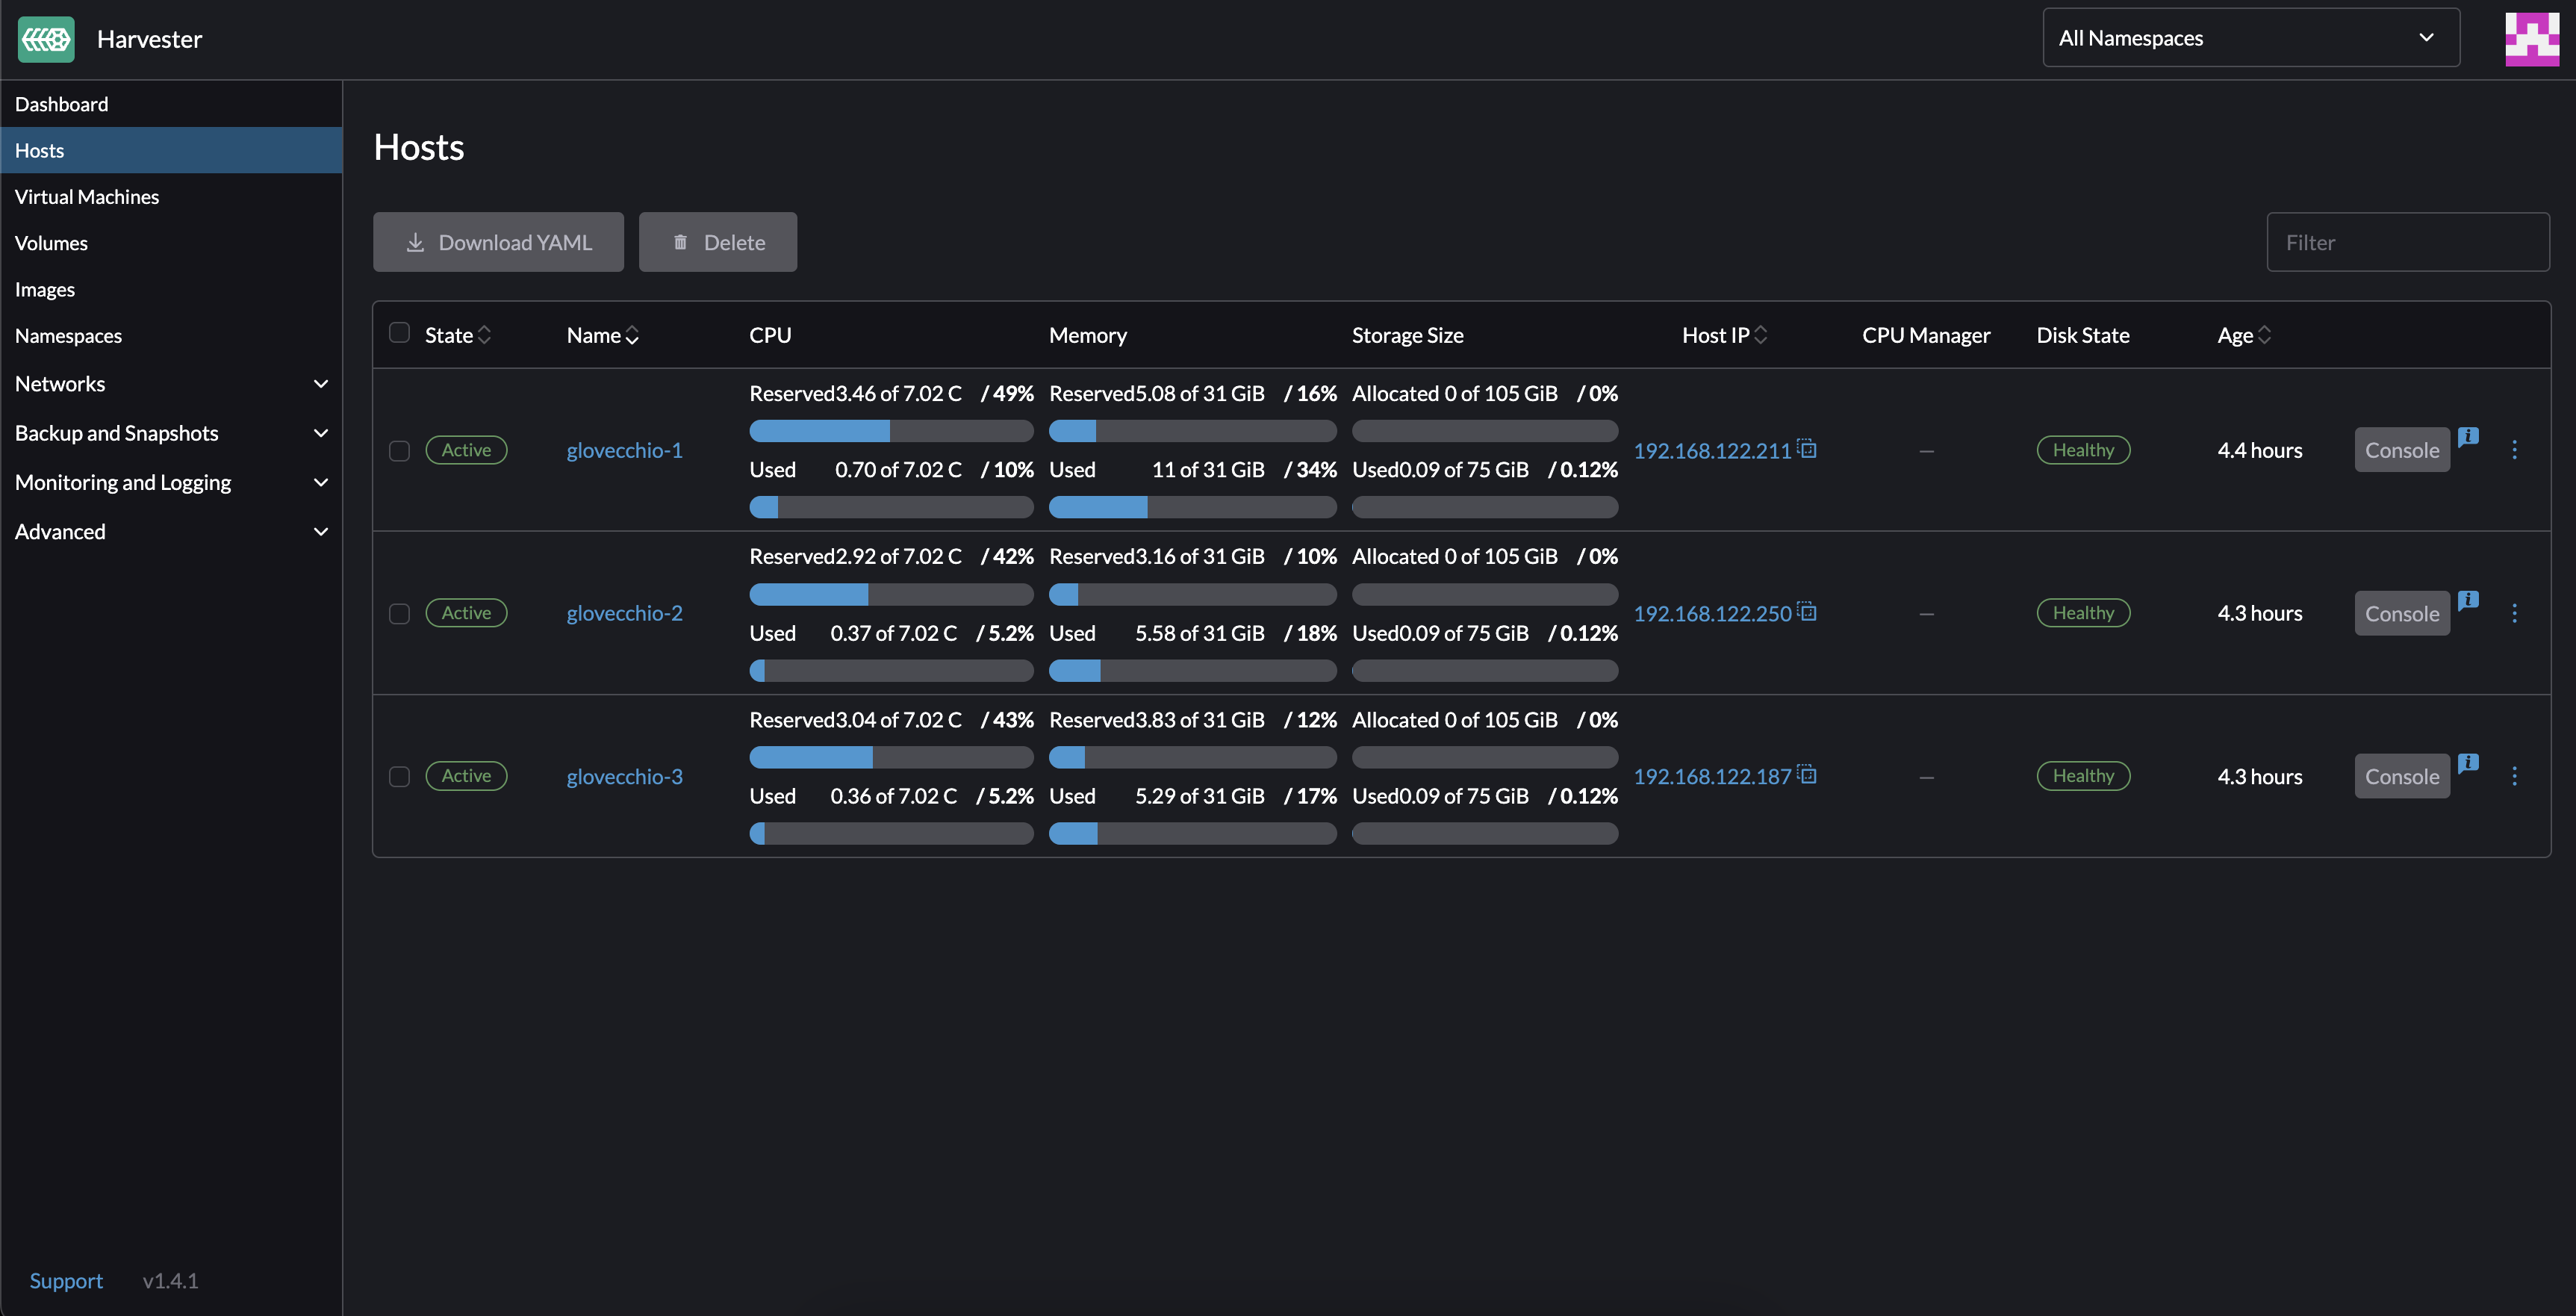 Harvester
All Namespaces
Dashboard
Hosts
Virtual Machines
Volumes
Images
Namespaces
Networks
Backup and Snapshots
Monitoring and Logging
Advanced
Support v1.4.1
Hosts
Download YAML Delete Filter
State Name CPU Memory Storage Size Host IP CPU Manager Disk State Age
Reserved3.46 of 7.02 C / 49% Reserved5.08 of 31 GiB / 16% Allocated 0 of 105 GiB / 0%
Active glovecchio-1 192.168.122.211 — Healthy 4.4 hours Console
Used 0.70 of 7.02 C / 10% Used 11 of 31 GiB / 34% Used0.09 of 75 GiB / 0.12%
Reserved2.92 of 7.02 C / 42% Reserved3.16 of 31 GiB / 10% Allocated 0 of 105 GiB / 0%
Active glovecchio-2 192.168.122.250 — Healthy 4.3 hours Console
Used 0.37 of 7.02 C / 5.2% Used 5.58 of 31 GiB / 18% Used0.09 of 75 GiB / 0.12%
Reserved3.04 of 7.02 C / 43% Reserved3.83 of 31 GiB / 12% Allocated 0 of 105 GiB / 0%
Active glovecchio-3 192.168.122.187 — Healthy 4.3 hours Console
Used 0.36 of 7.02 C / 5.2% Used 5.29 of 31 GiB / 17% Used0.09 of 75 GiB / 0.12%